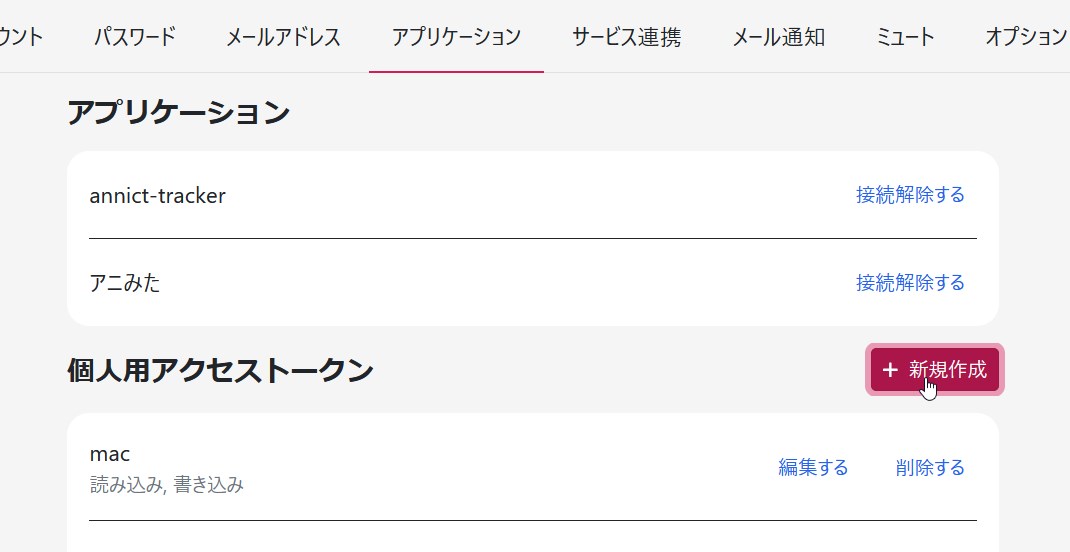 ウント パスワード メールアドレス アプリケーション サービス連携 メール通知 ミュート オプション
アプリケーション
annict-tracker 接続解除する
アニみた 接続解除する
個人用アクセストークン + 新規作成
mac
読み込み, 書き込み 編集する 削除する